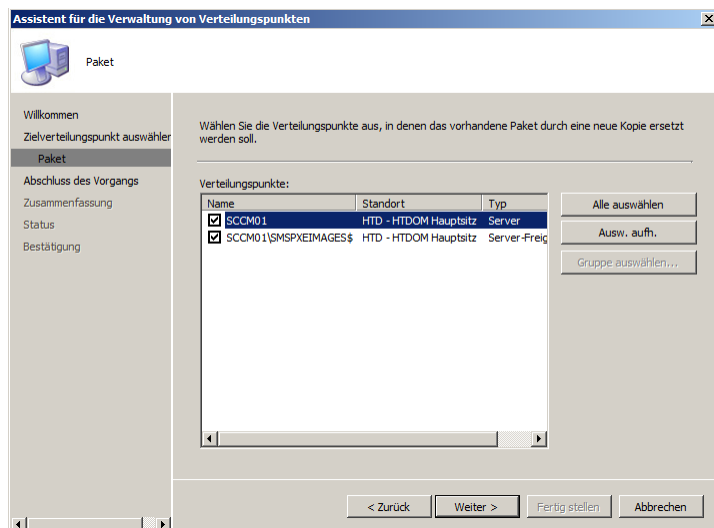 Assistent für die Verwaltung von Verteilungspunkten
Paket
Willkommen
Zielverteilungspunkt auswähler
Paket
Abschluss des Vorgangs
Zusammenfassung
Status
Bestätigung
Wählen Sie die Verteilungspunkte aus, in denen das vorhandene Paket durch eine neue Kopie ersetzt
werden soll.
Verteilungspunkte:
Name Standort Typ
SCCM01 HTD - HTDOM Hauptsitz Server
SCCM01\SMSPXEIMAGES$ HTD - HTDOM Hauptsitz Server-Freig
Alle auswählen
Ausw. aufh.
Gruppe auswählen...
< Zurück Weiter > Fertig stellen Abbrechen